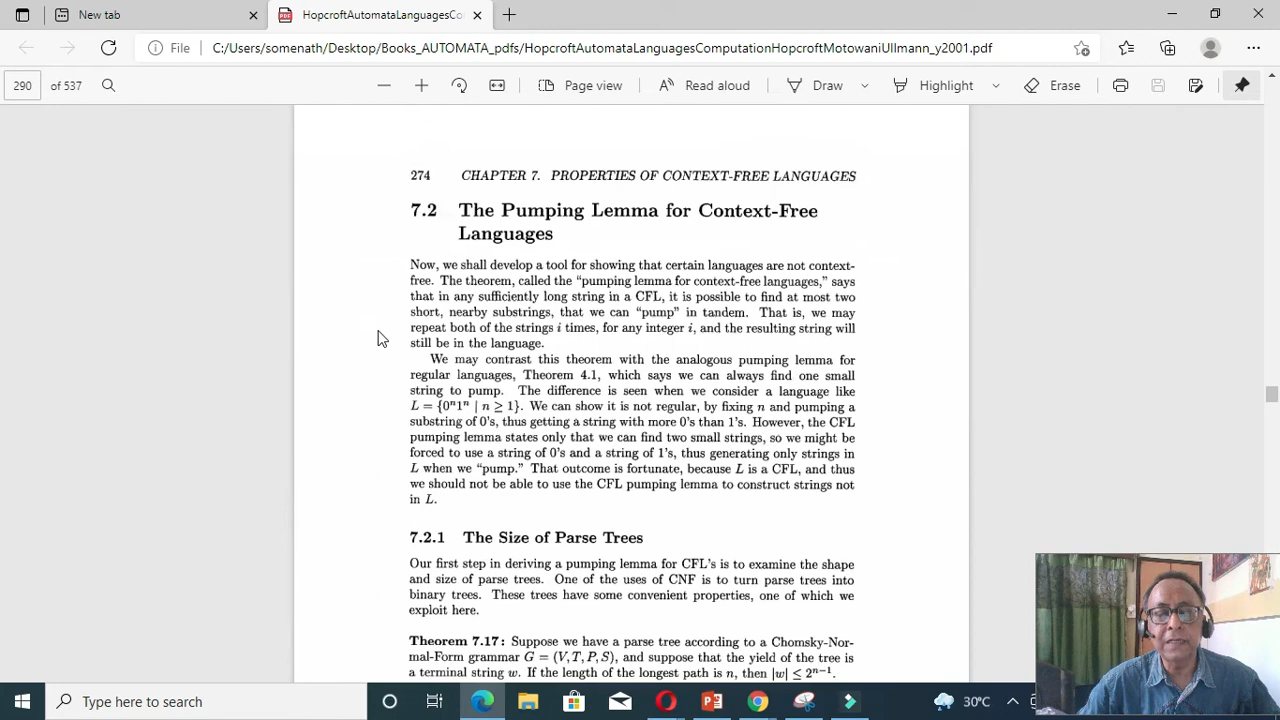 New tab
HopcroftAutomataLanguagesCo
File
C:/Users/somenath/Desktop/Books_AUTOMATA_pdfs/HopcroftAutomataLanguagesComputationHopcroftMotowaniUllmann_y2001.pdf
290 of 537
Page view
Read aloud
Draw
Highlight
Erase
274 CHAPTER 7. PROPERTIES OF CONTEXT-FREE LANGUAGES
7.2 The Pumping Lemma for Context-Free
Languages
Now, we shall develop a tool for showing that certain languages are not context-
free. The theorem, called the “pumping lemma for context-free languages,” says
that in any sufficiently long string in a CFL, it is possible to find at most two
short, nearby substrings, that we can “pump” in tandem. That is, we may
repeat both of the strings i times, for any integer i, and the resulting string will
still be in the language.
We may contrast this theorem with the analogous pumping lemma for
regular languages, Theorem 4.1, which says we can always find one small
string to pump. The difference is seen when we consider a language like
L = {0ⁿ1ⁿ | n ≥ 1}. We can show it is not regular, by fixing n and pumping a
substring of 0's, thus getting a string with more 0's than 1's. However, the CFL
pumping lemma states only that we can find two small strings, so we might be
forced to use a string of 0's and a string of 1's, thus generating only strings in
L when we “pump.” That outcome is fortunate, because L is a CFL, and thus
we should not be able to use the CFL pumping lemma to construct strings not
in L.
7.2.1 The Size of Parse Trees
Our first step in deriving a pumping lemma for CFL's is to examine the shape
and size of parse trees. One of the uses of CNF is to turn parse trees into
binary trees. These trees have some convenient properties, one of which we
exploit here.
Theorem 7.17: Suppose we have a parse tree according to a Chomsky-Nor-
mal-Form grammar G = (V, T, P, S), and suppose that the yield of the tree is
a terminal string w. If the length of the longest path is n, then |w| ≤ 2ⁿ⁻¹.
Type here to search
30°C